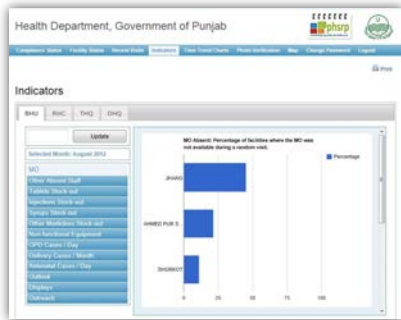 Health Department, Government of Punjab
phsrp
Compliance Status Facility Status Recent Visits Indicators Time Trend Charts Photo Verification Map Change Password Logout
Print
Indicators
BHU RHC THQ DHQ
Update
Selected Month: August 2012
MO
Other Absent Staff
Tablets Stock-out
Injections Stock-out
Syrups Stock-out
Other Medicines Stock-out
Non-functional Equipment
OPD Cases / Day
Delivery Cases / Month
Antenatal Cases / Day
Outlook
Displays
Outreach
MO Absent: Percentage of facilities where the MO was
not available during a random visit.
Percentage
JHANG
AHMED PUR S...
SHORKOT
0 25 50 75 100